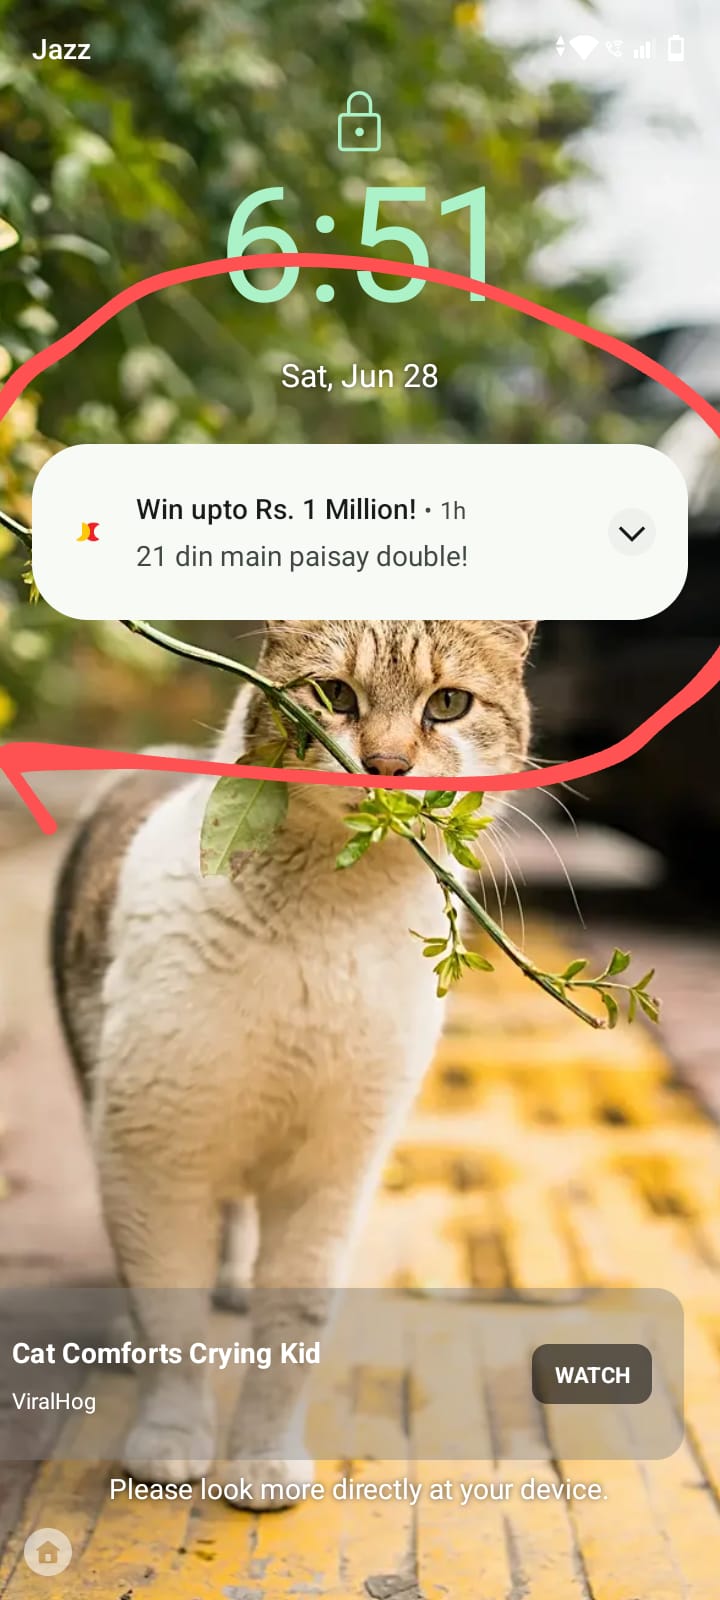 Jazz
6:51
Sat, Jun 28
Win upto Rs. 1 Million! • 1h
21 din main paisay double!
Cat Comforts Crying Kid
ViralHog
WATCH
Please look more directly at your device.